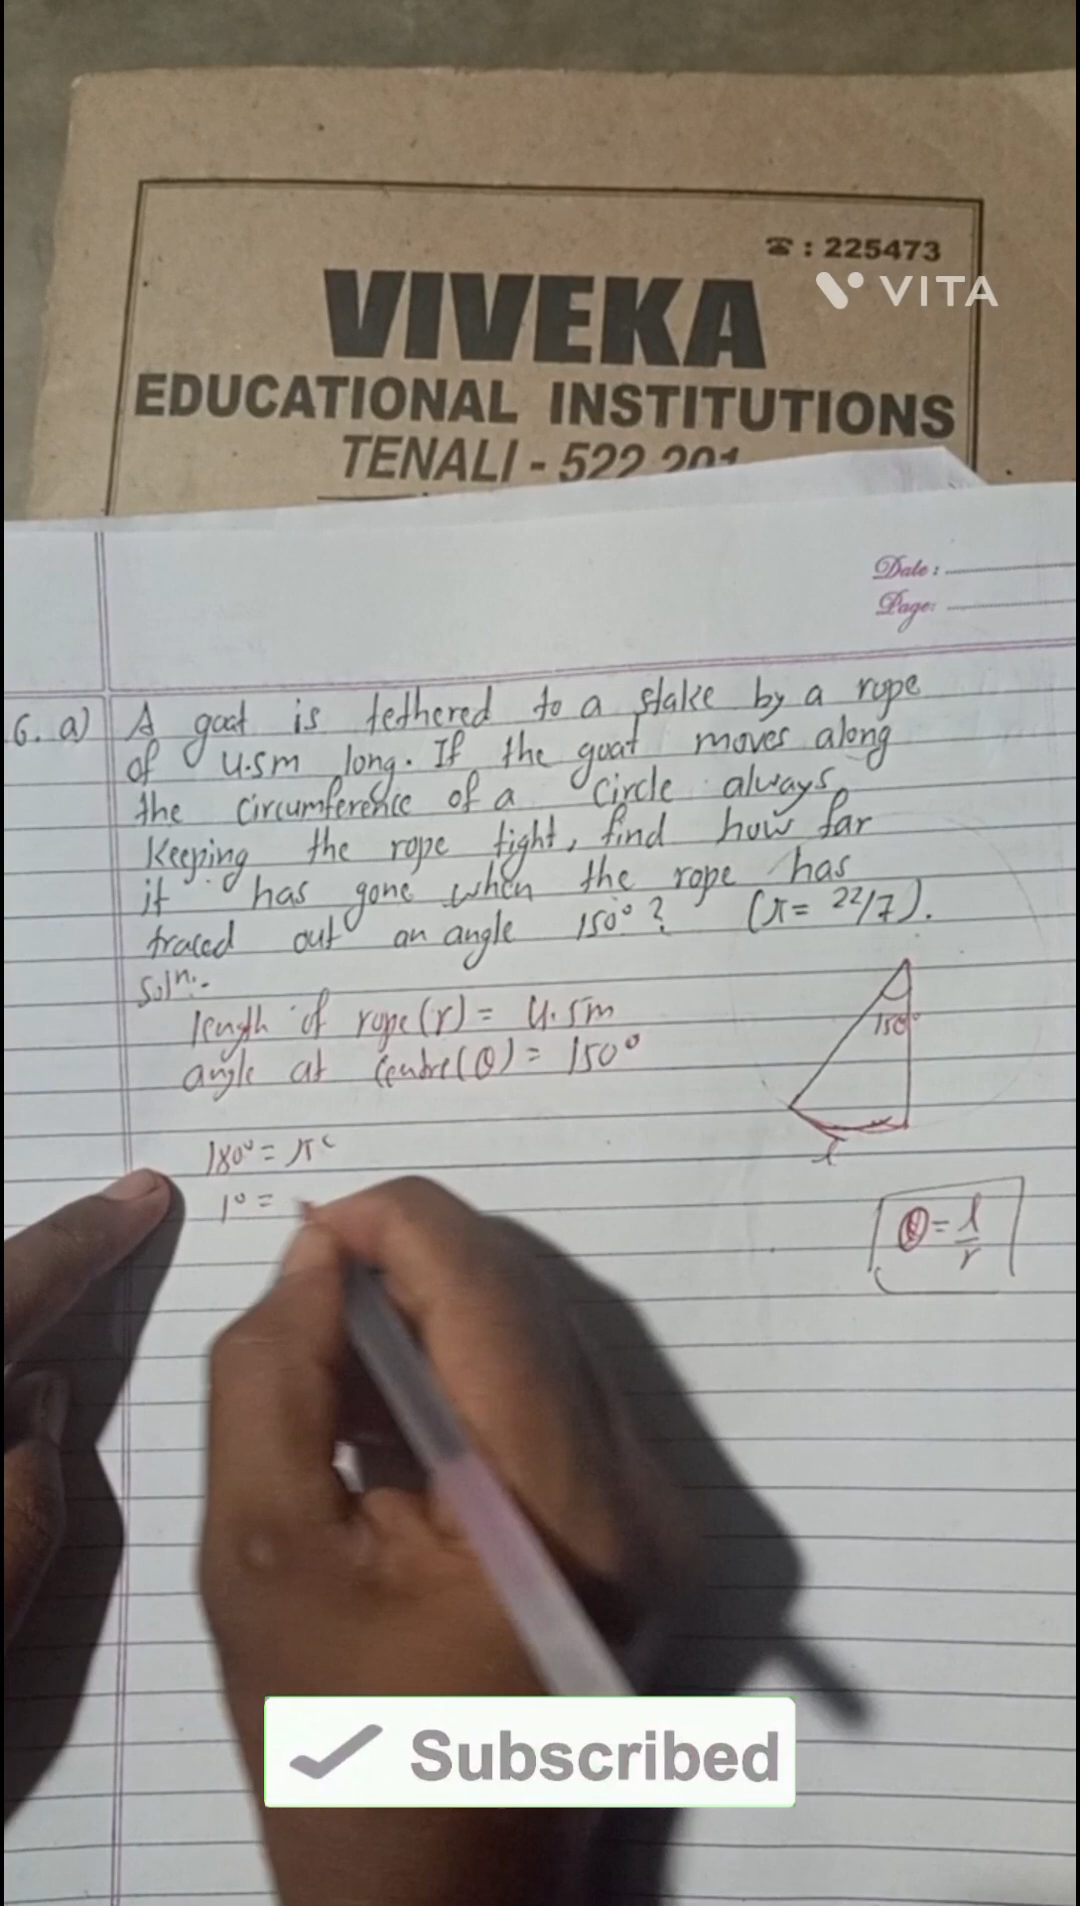 ☎ : 225473
VITA
VIVEKA
EDUCATIONAL INSTITUTIONS
TENALI - 522 201
Date :
Page:
6. a) A goat is tethered to a stake by a rope
of 4.5m long. If the goat moves along
the circumference of a circle always
keeping the rope tight, find how far
it has gone when the rope has
traced out an angle 150° ? (π = 22/7).
Soln:-
length of rope(r) = 4.5m
angle at centre(θ) = 150°
150°
180° = πᶜ
l
1° =
θ = l/r
Subscribed